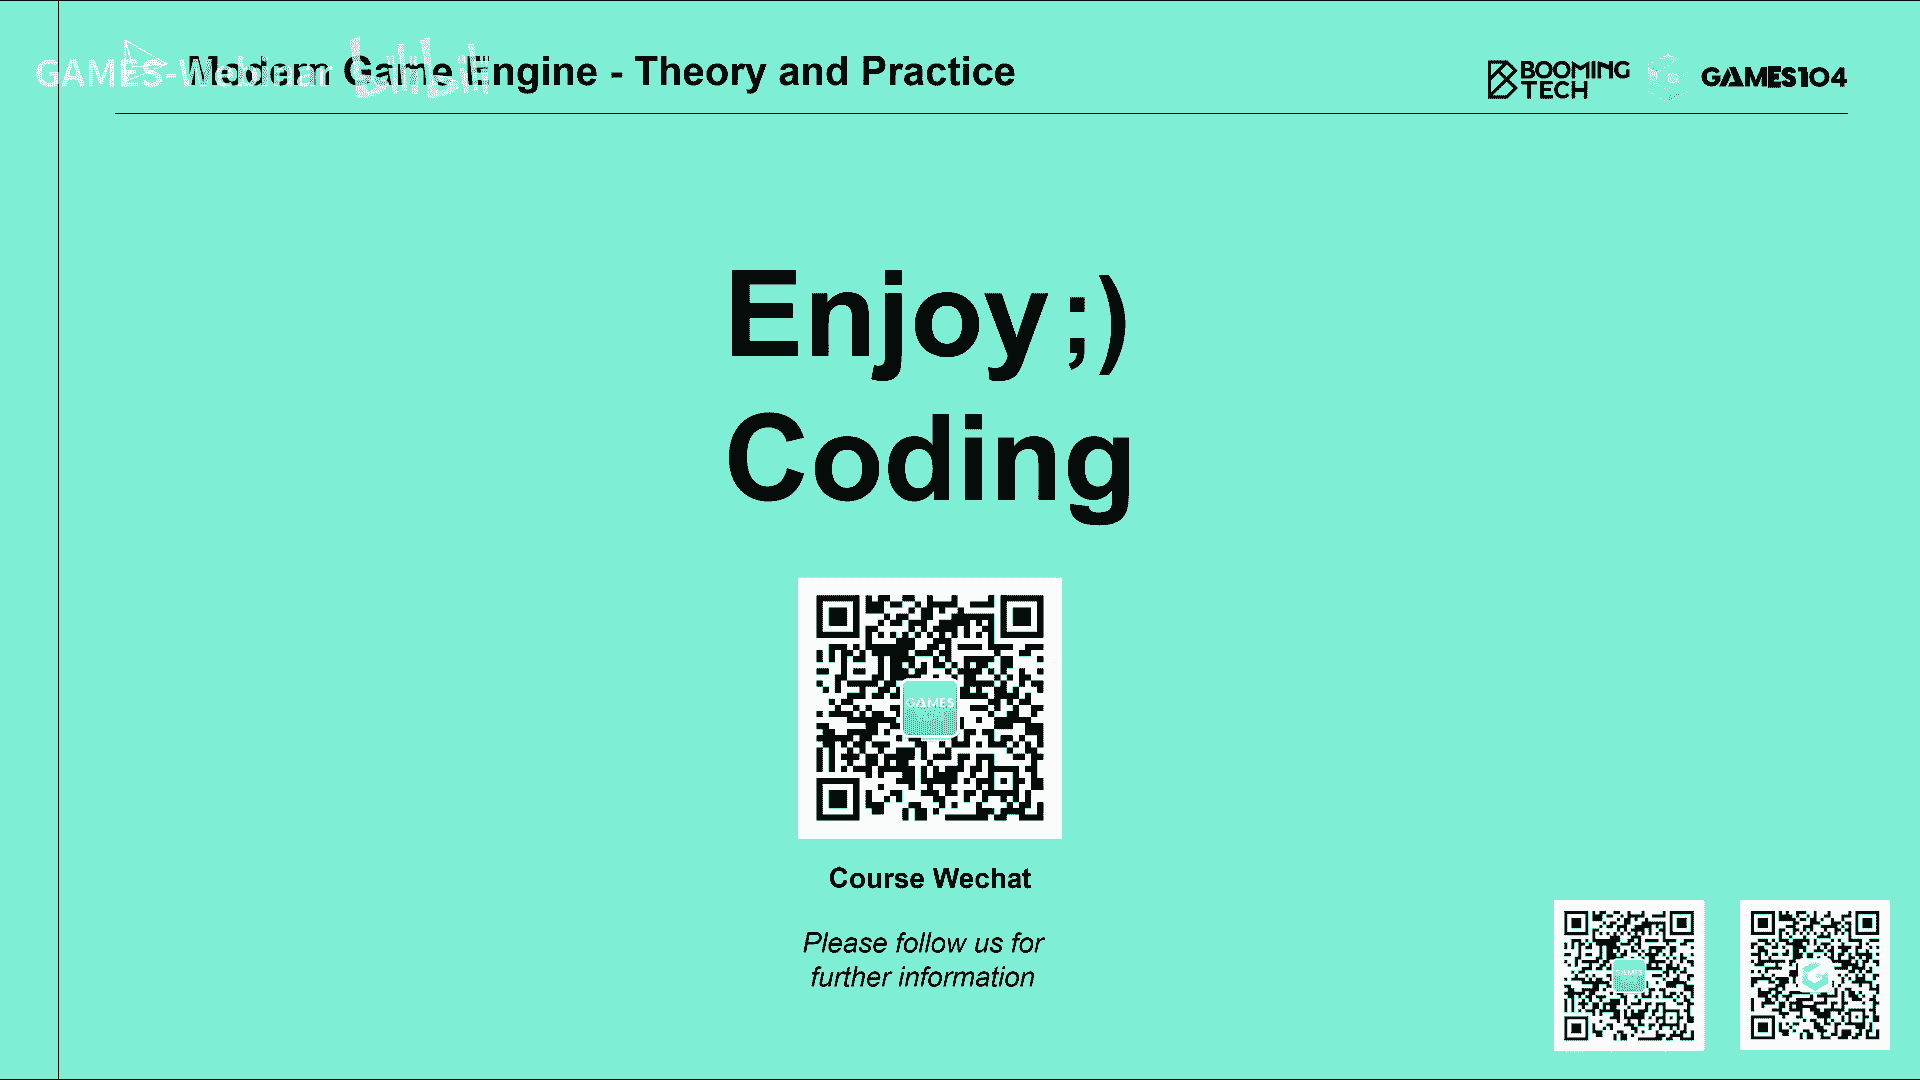 GAMES-Webinar bilibili
Modern Game Engine - Theory and Practice
BOOMING
TECH
GAMES104
Enjoy ;)
Coding
GAMES
Course Wechat
Please follow us for
further information
GAMES